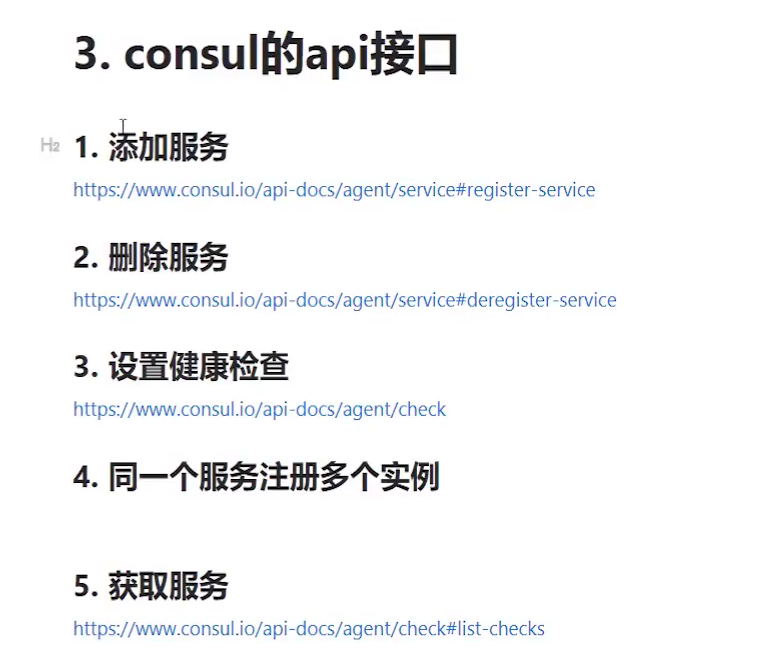 3. consul的api接口
H2 1. 添加服务
https://www.consul.io/api-docs/agent/service#register-service
2. 删除服务
https://www.consul.io/api-docs/agent/service#deregister-service
3. 设置健康检查
https://www.consul.io/api-docs/agent/check
4. 同一个服务注册多个实例
5. 获取服务
https://www.consul.io/api-docs/agent/check#list-checks